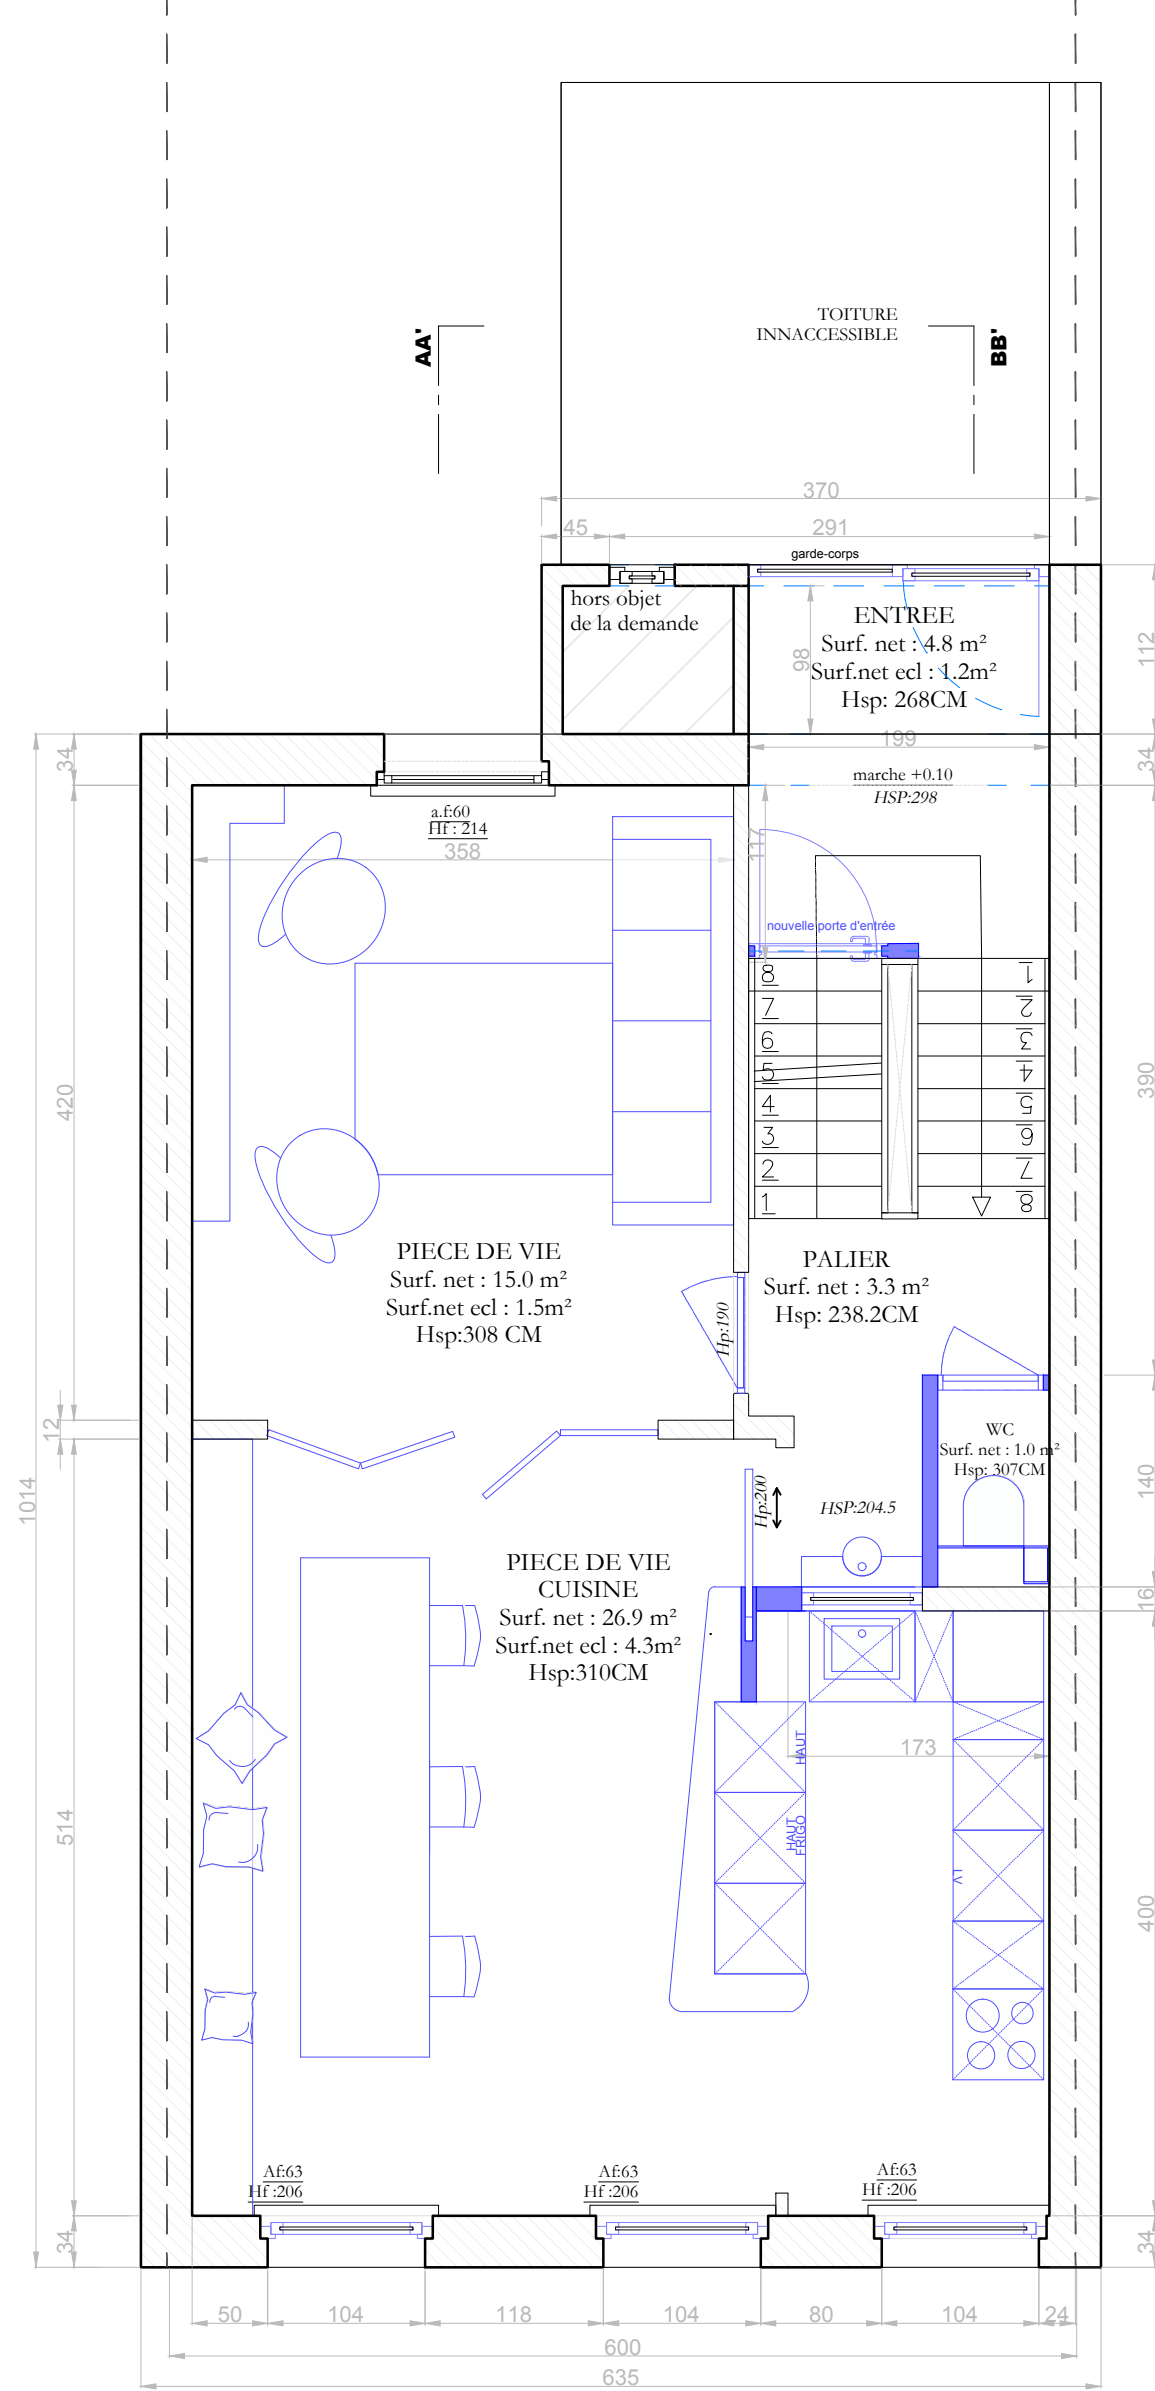 TOITURE
INNACCESSIBLE
AA'
BB'
370
45
291
garde-corps
hors objet
de la demande
ENTREE
Surf. net : 4.8 m²
Surf.net ecl : 1.2m²
Hsp: 268CM
98
112
199
34
34
marche +0.10
HSP:298
a.f:60
Hf : 214
358
117
nouvelle porte d'entrée
8
7
6
5
4
3
2
1
1
2
3
4
5
6
7
8
420
390
PIECE DE VIE
Surf. net : 15.0 m²
Surf.net ecl : 1.5m²
Hsp:308 CM
PALIER
Surf. net : 3.3 m²
Hsp: 238.2CM
Hp:190
12
1014
WC
Surf. net : 1.0 m²
Hsp: 307CM
140
Hp:200
HSP:204.5
PIECE DE VIE
CUISINE
Surf. net : 26.9 m²
Surf.net ecl : 4.3m²
Hsp:310CM
16
HAUT
173
HAUT
FRIGO
LV
514
400
Af:63
Hf :206
Af:63
Hf :206
Af:63
Hf :206
34
34
50
104
118
104
80
104
24
600
635